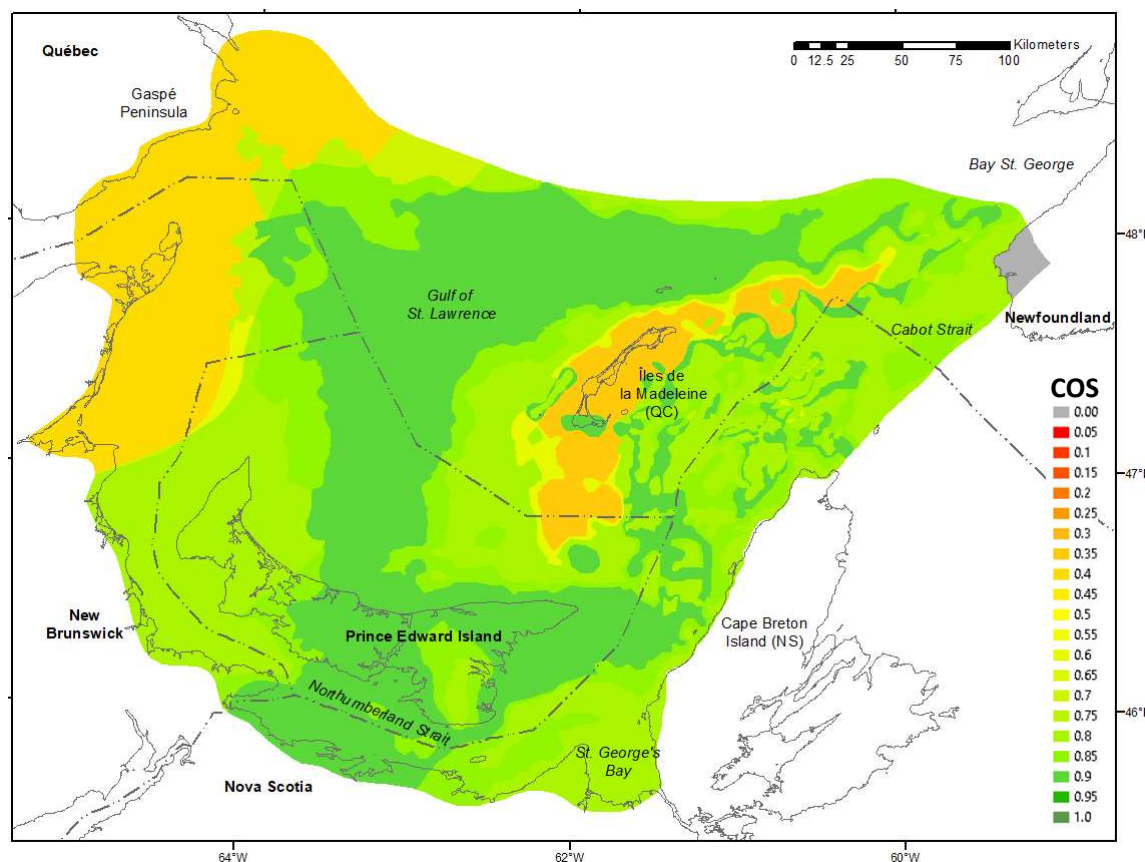 Québec
Gaspé
Peninsula
Kilometers
0 12.5 25 50 75 100
Bay St. George
48°N
Gulf of
St. Lawrence
Newfoundland
Cabot Strait
Îles de
la Madeleine
(QC)
COS
0.00
0.05
0.1
0.15
0.2
0.25
0.3
0.35
0.4
0.45
0.5
0.55
0.6
0.65
0.7
0.75
0.8
0.85
0.9
0.95
1.0
47°N
New
Brunswick
Prince Edward Island
Cape Breton
Island (NS)
Northumberland Strait
46°N
St. George's
Bay
Nova Scotia
64°W
62°W
60°W